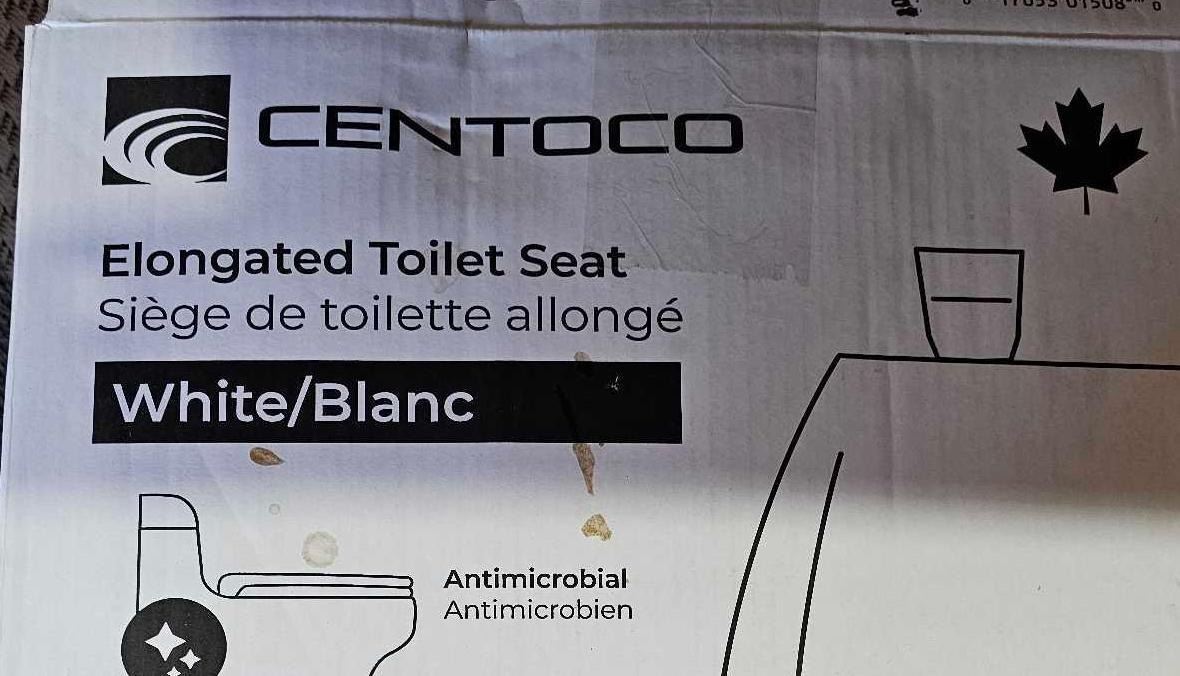 CENTOCO
Elongated Toilet Seat
Siège de toilette allongé
White/Blanc
Antimicrobial
Antimicrobien